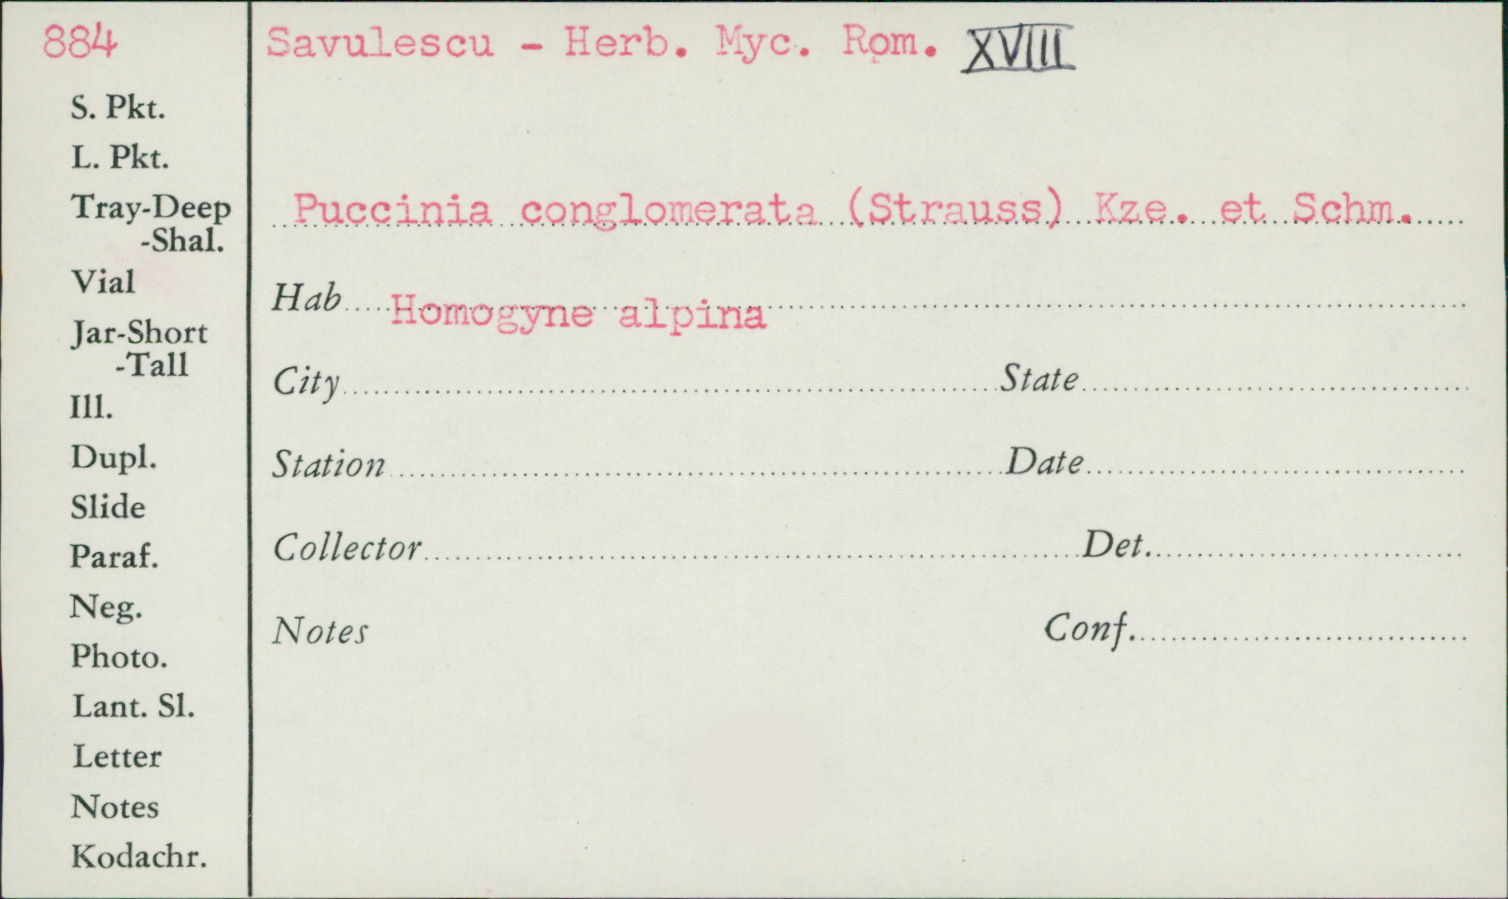 884
Savulescu - Herb. Myc. Rom. XVIII
S. Pkt.
L. Pkt.
Tray-Deep
-Shal.
Vial
Jar-Short
-Tall
Ill.
Dupl.
Slide
Paraf.
Neg.
Photo.
Lant. Sl.
Letter
Notes
Kodachr.
Puccinia conglomerata (Strauss) Kze. et Schm.
Hab Homogyne alpina
City State
Station Date
Collector Det.
Notes Conf.